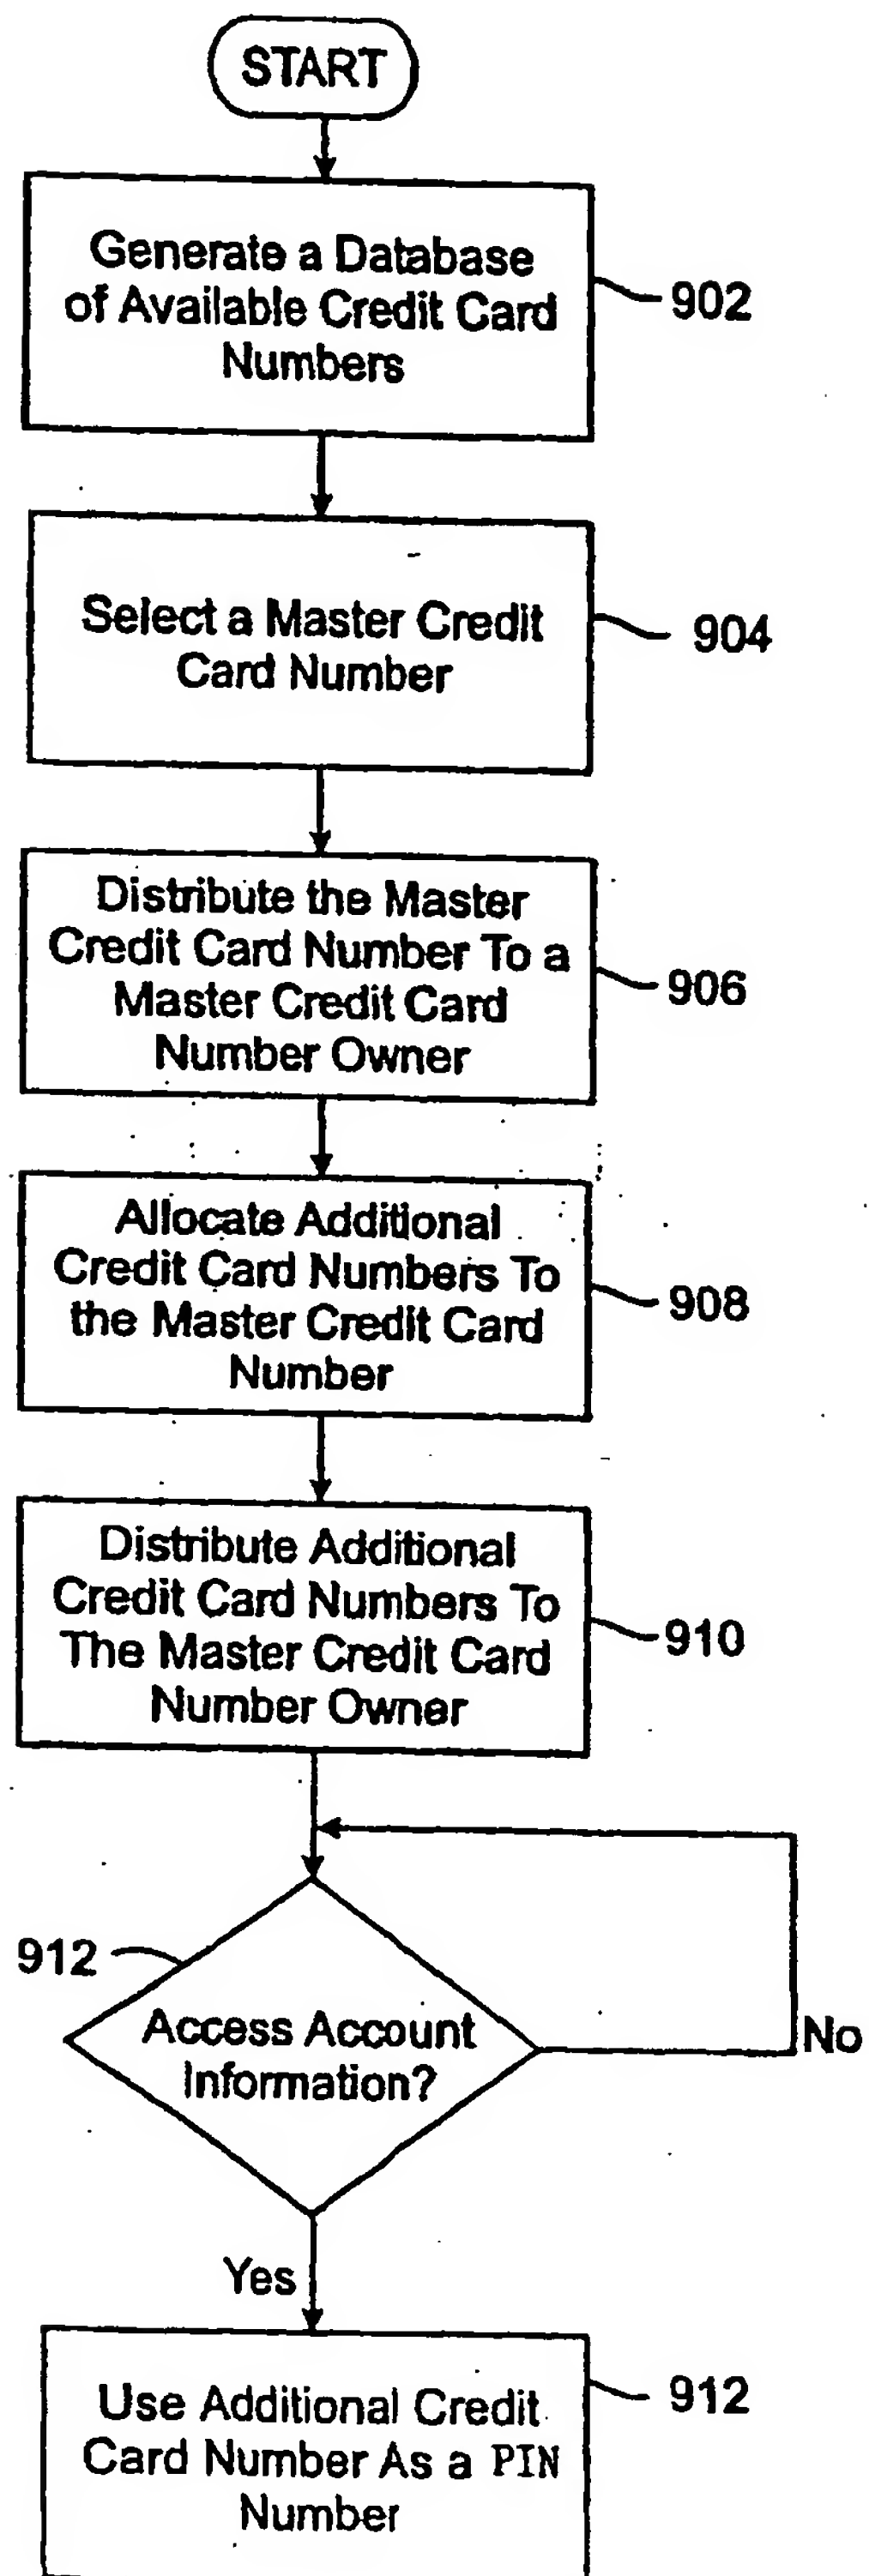 START
Generate a Database
of Available Credit Card
Numbers
902
Select a Master Credit
Card Number
904
Distribute the Master
Credit Card Number To a
Master Credit Card
Number Owner
906
Allocate Additional
Credit Card Numbers To
the Master Credit Card
Number
908
Distribute Additional
Credit Card Numbers To
The Master Credit Card
Number Owner
910
912
Access Account
Information?
No
Yes
Use Additional Credit
Card Number As a PIN
Number
912